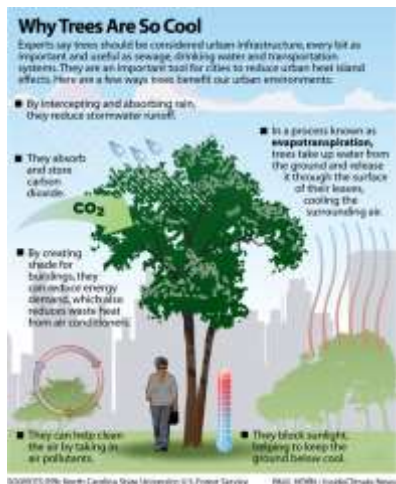 Why Trees Are So Cool
Experts say trees should be considered urban infrastructure, every bit as
important and useful as sewage, drinking water and transportation
systems. They are an important tool for cities to reduce urban heat island
effects. Here are a few ways trees benefit our urban environments:
■ By intercepting and absorbing rain,
they reduce stormwater runoff.
■ In a process known as
evapotranspiration,
trees take up water from
the ground and release
it through the surface
of their leaves,
cooling the
surrounding air.
■ They absorb
and store
carbon
dioxide.
CO2
■ By creating
shade for
buildings, they
can reduce energy
demand, which also
reduces waste heat
from air conditioners.
■ They can help clean
the air by taking in
air pollutants.
■ They block sunlight,
helping to keep the
ground below cool.
SOURCES: EPA; North Carolina State University; U.S. Forest Service
PAUL HORN / InsideClimate News